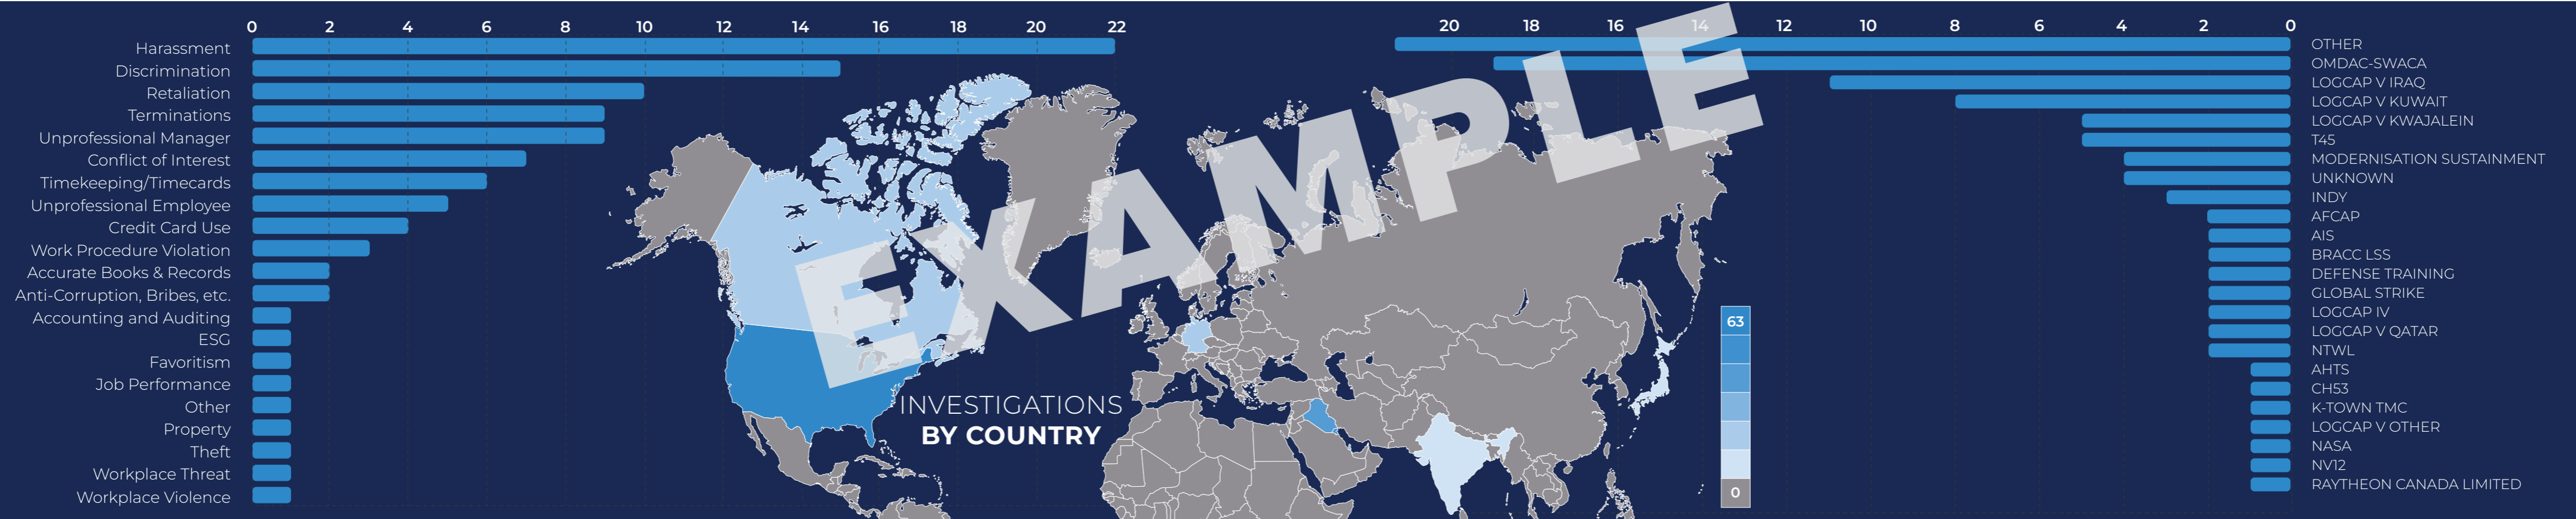 0 2 4 6 8 10 12 14 16 18 20 22
Harassment
Discrimination
Retaliation
Terminations
Unprofessional Manager
Conflict of Interest
Timekeeping/Timecards
Unprofessional Employee
Credit Card Use
Work Procedure Violation
Accurate Books & Records
Anti-Corruption, Bribes, etc.
Accounting and Auditing
ESG
Favoritism
Job Performance
Other
Property
Theft
Workplace Threat
Workplace Violence
EXAMPLE
INVESTIGATIONS
BY COUNTRY
63
0
20 18 16 14 12 10 8 6 4 2 0
OTHER
OMDAC-SWACA
LOGCAP V IRAQ
LOGCAP V KUWAIT
LOGCAP V KWAJALEIN
T45
MODERNISATION SUSTAINMENT
UNKNOWN
INDY
AFCAP
AIS
BRACC LSS
DEFENSE TRAINING
GLOBAL STRIKE
LOGCAP IV
LOGCAP V QATAR
NTWL
AHTS
CH53
K-TOWN TMC
LOGCAP V OTHER
NASA
NV12
RAYTHEON CANADA LIMITED